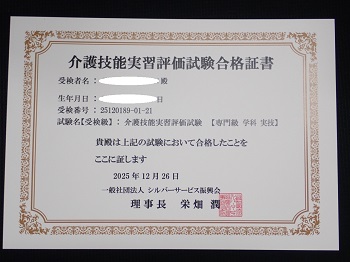 介護技能実習評価試験合格証書
受検者名： 殿
生年月日： 日
受検番号：25120189-01-21
試験名【受検級】：介護技能実習評価試験 【専門級 学科 実技】
貴殿は上記の試験において合格したことを
ここに証します
2025年12月26日
一般社団法人 シルバーサービス振興会
理事長 栄畑 潤